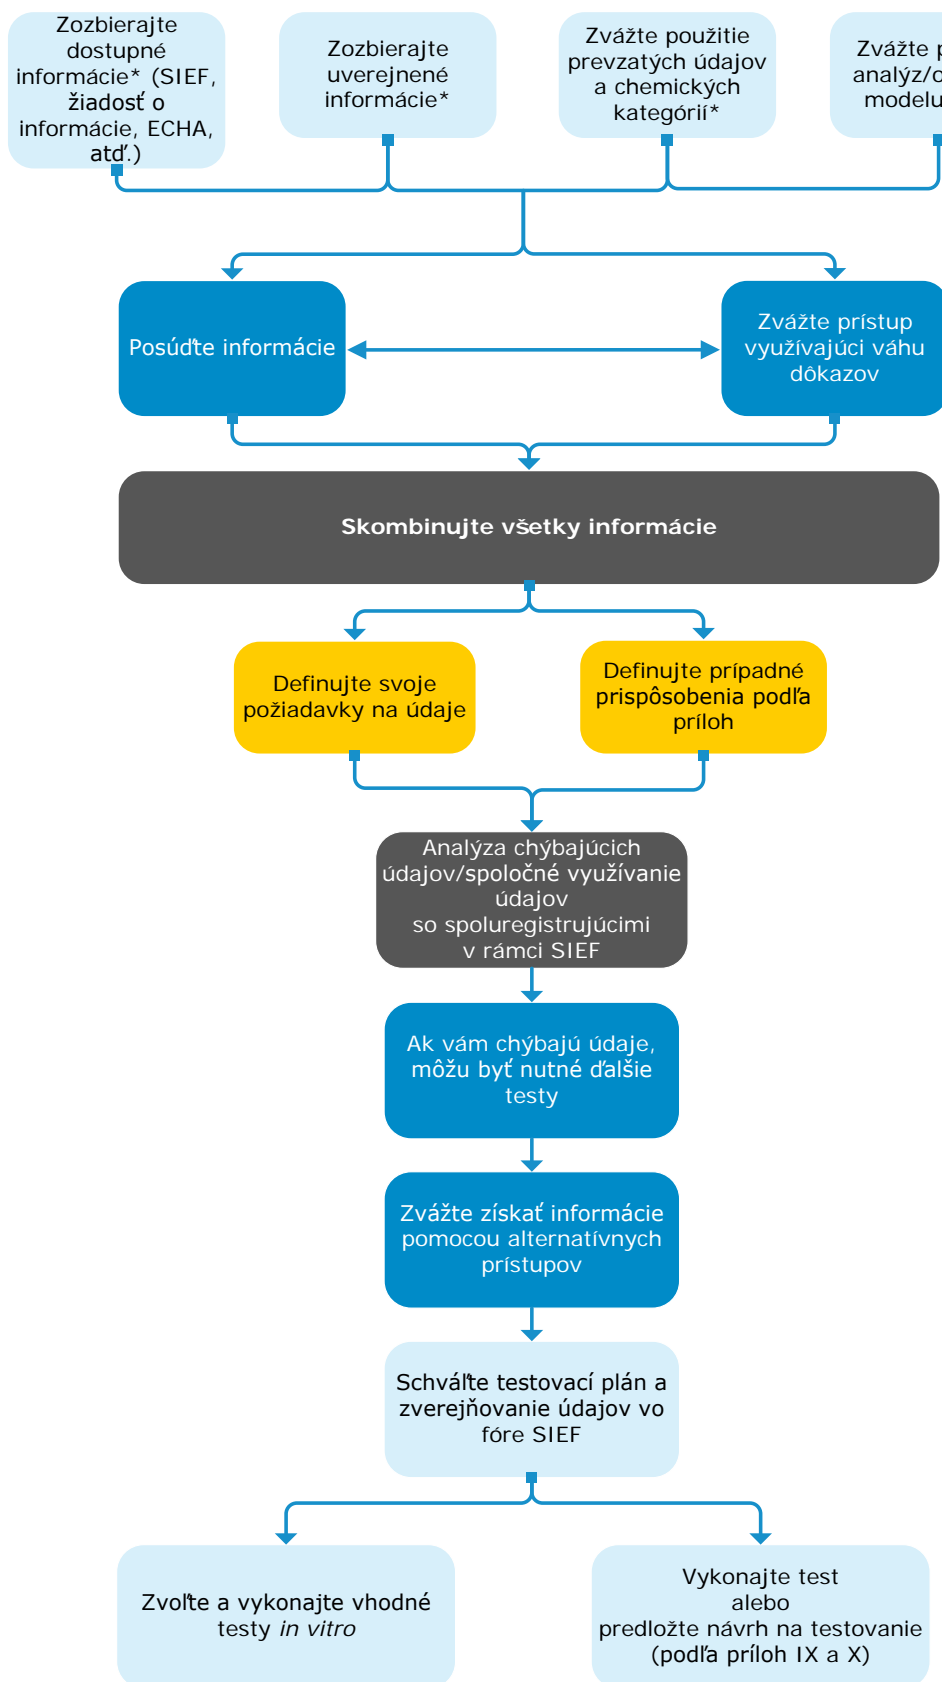 Zozbierajte
dostupné
informácie* (SIEF,
žiadosť o
informácie, ECHA,
atď.)
Zozbierajte
uverejnené
informácie*
Zvážte použitie
prevzatých údajov
a chemických
kategórií*
Zvážte
analýz/
modelu
Posúďte informácie
Zvážte prístup
využívajúci váhu
dôkazov
Skombinujte všetky informácie
Definujte svoje
požiadavky na údaje
Definujte prípadné
prispôsobenia podľa
príloh
Analýza chýbajúcich
údajov/spoločné využívanie
údajov
so spoluregistrujúcimi
v rámci SIEF
Ak vám chýbajú údaje,
môžu byť nutné ďalšie
testy
Zvážte získať informácie
pomocou alternatívnych
prístupov
Schváľte testovací plán a
zverejňovanie údajov vo
fóre SIEF
Zvoľte a vykonajte vhodné
testy in vitro
Vykonajte test
alebo
predložte návrh na testovanie
(podľa príloh IX a X)